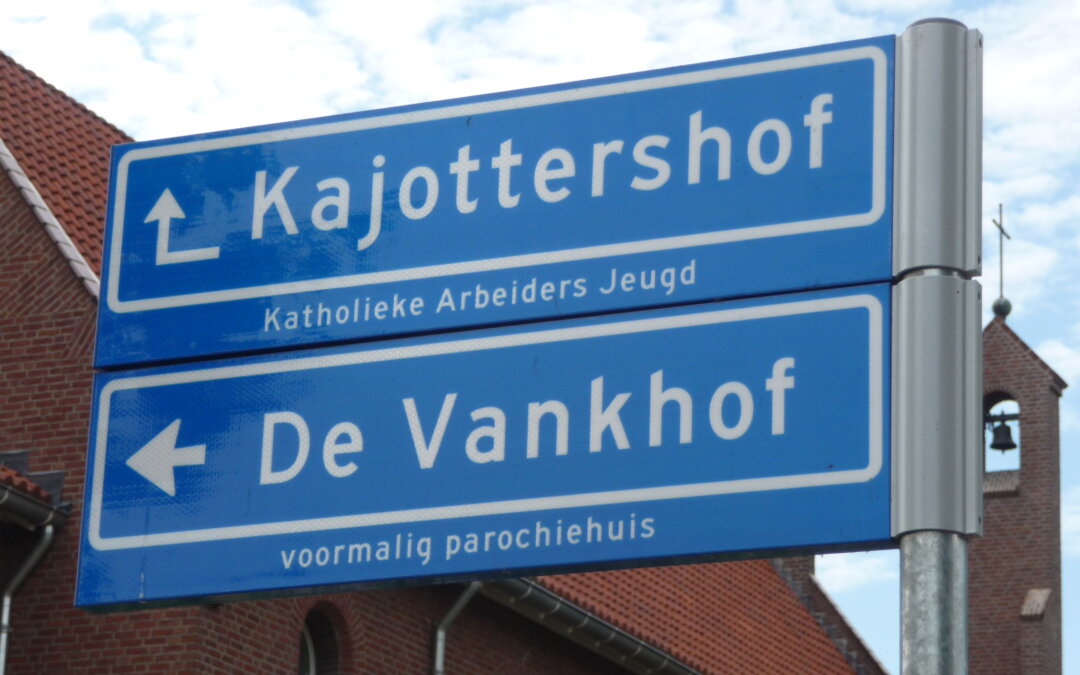 Kajottershof
Katholieke Arbeiders Jeugd
De Vankhof
voormalig parochiehuis